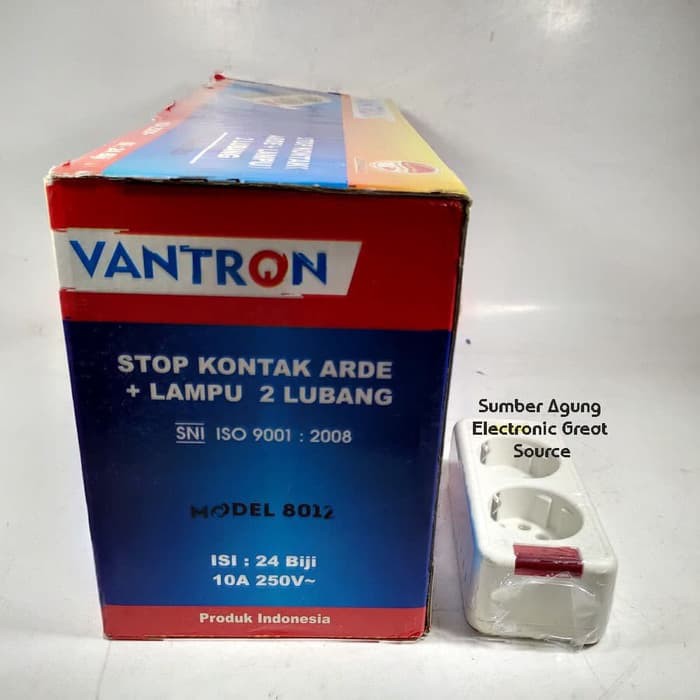 VANTRON
STOP KONTAK ARDE
+ LAMPU 2 LUBANG
SNI ISO 9001 : 2008
MODEL 8012
ISI : 24 Biji
10A 250V~
Produk Indonesia
Sumber Agung
Electronic Great
Source